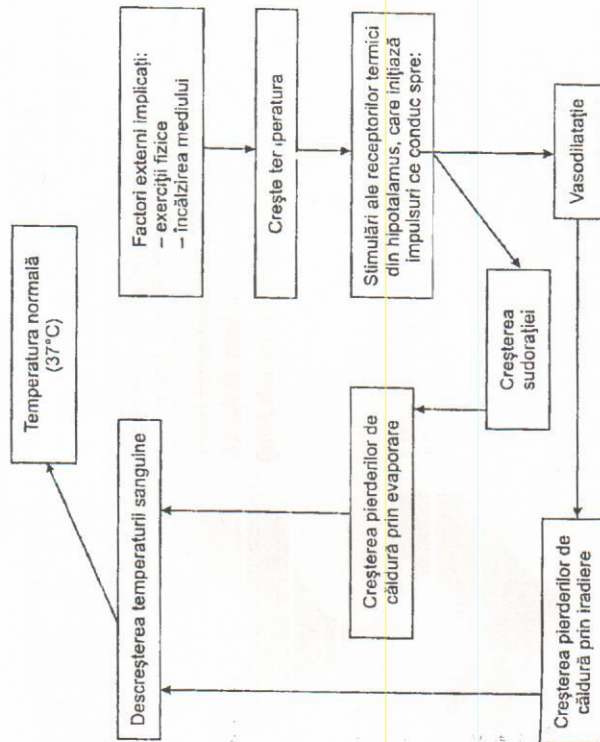 Factori externi implicați:
– exerciții fizice
– încălzirea mediului
Crește temperatura
Stimulări ale receptorilor termici
din hipotalamus, care inițiază
impulsuri ce conduc spre:
Vasodilatație
Creșterea
sudorației
Creșterea pierderilor de
căldură prin evaporare
Creșterea pierderilor de
căldură prin iradiere
Descreșterea temperaturii sanguine
Temperatura normală
(37°C)